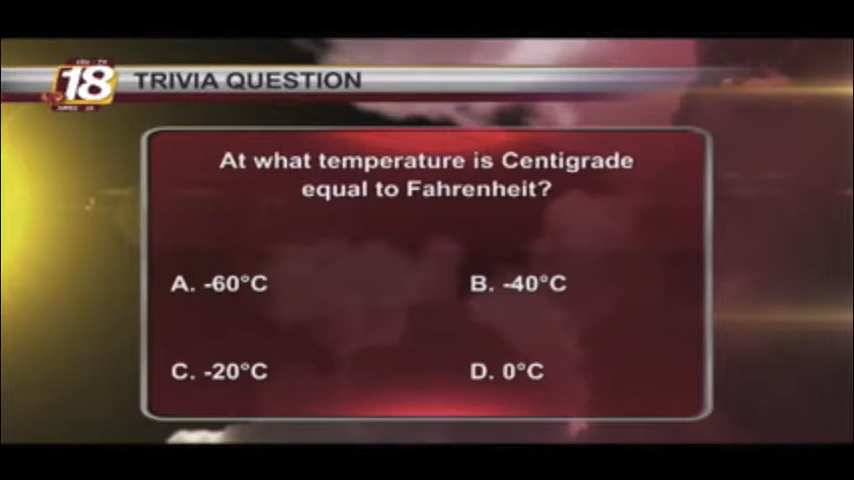 18
TRIVIA QUESTION
At what temperature is Centigrade
equal to Fahrenheit?
A. -60°C
B. -40°C
C. -20°C
D. 0°C